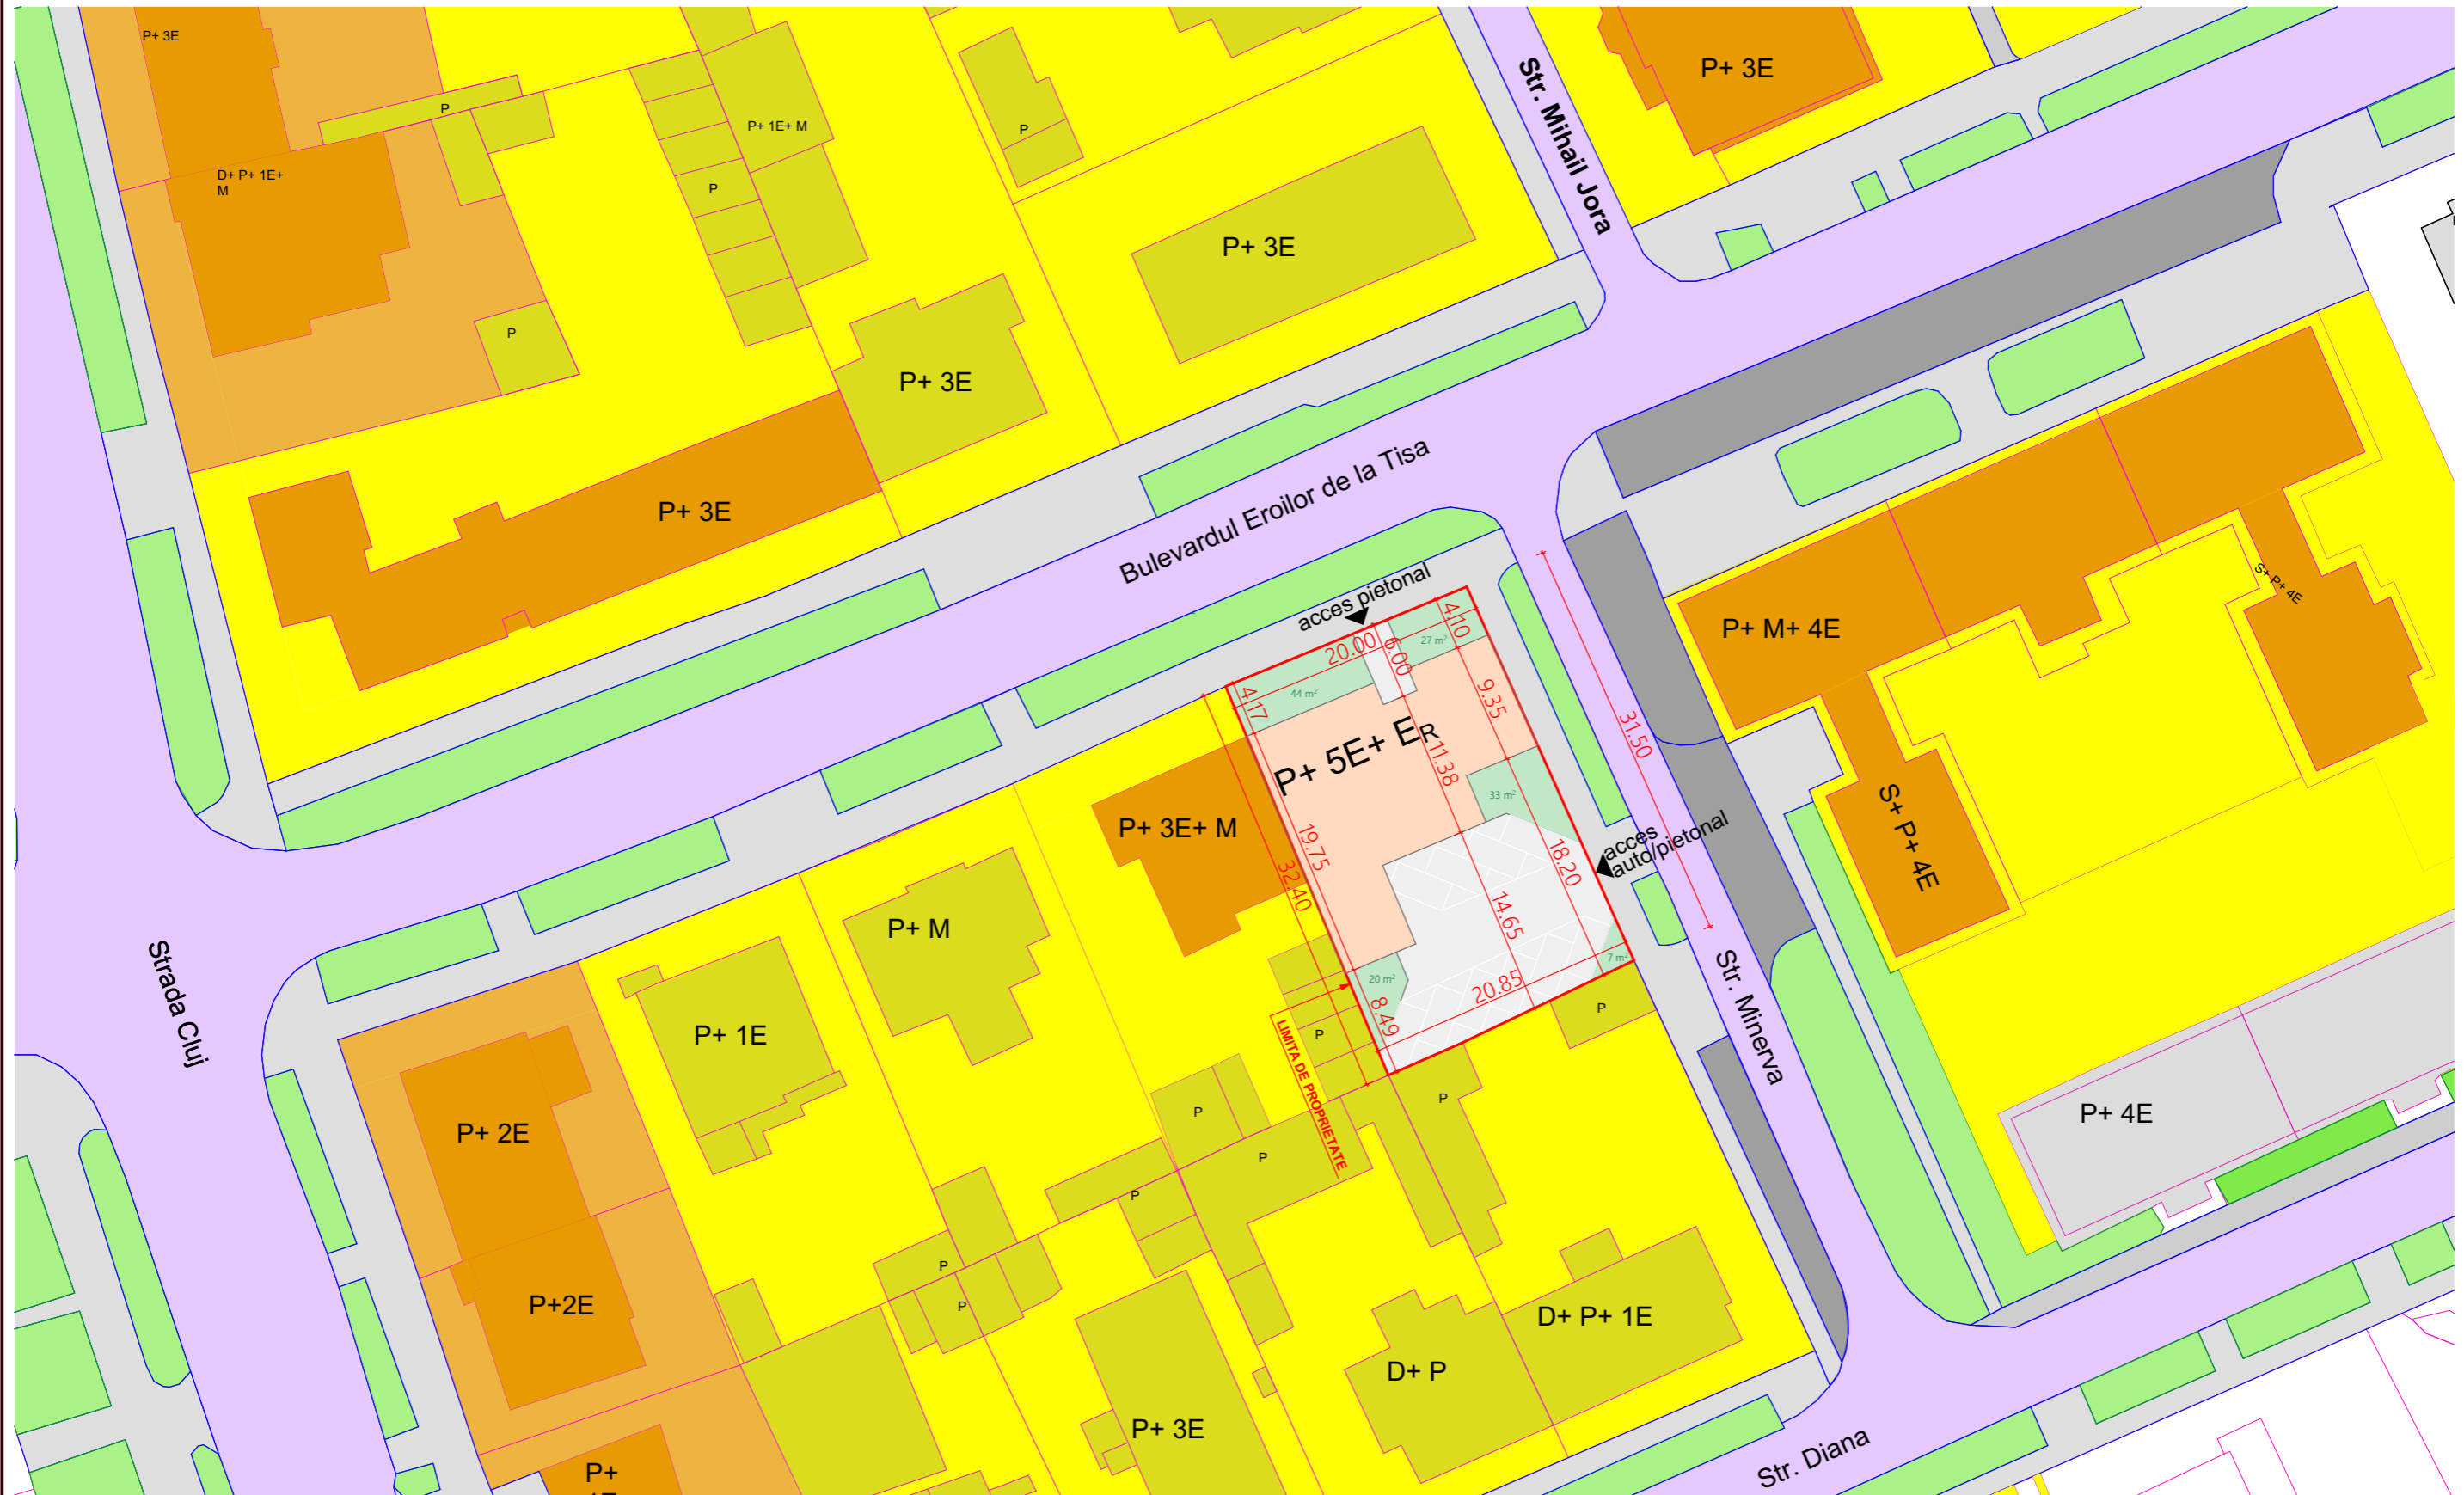 P+ 3E
P
D+ P+ 1E+
M
P
P+ 1E+ M
P
P
P+ 3E
P+ 3E
P+ 3E
Str. Mihail Jora
P+ 3E
P+ 3E
Bulevardul Eroilor de la Tisa
acces pietonal
20.00
6.00
27 m²
4.10
44 m²
4.17
9.35
P+ 5E+ ER
11.38
33 m²
31.50
19.75
32.40
18.20
14.65
acces
auto/pietonal
20 m²
8.49
20.85
7 m²
LIMITA DE PROPRIETATE
P+ M+ 4E
S+ P+ 4E
S+ P+ 4E
P+ 4E
P+ 3E+ M
P+ M
P+ 1E
P+ 2E
P+2E
Strada Cluj
Str. Minerva
P
P
P
P
P
P
P
P
P+ 3E
D+ P
D+ P+ 1E
P+
Str. Diana